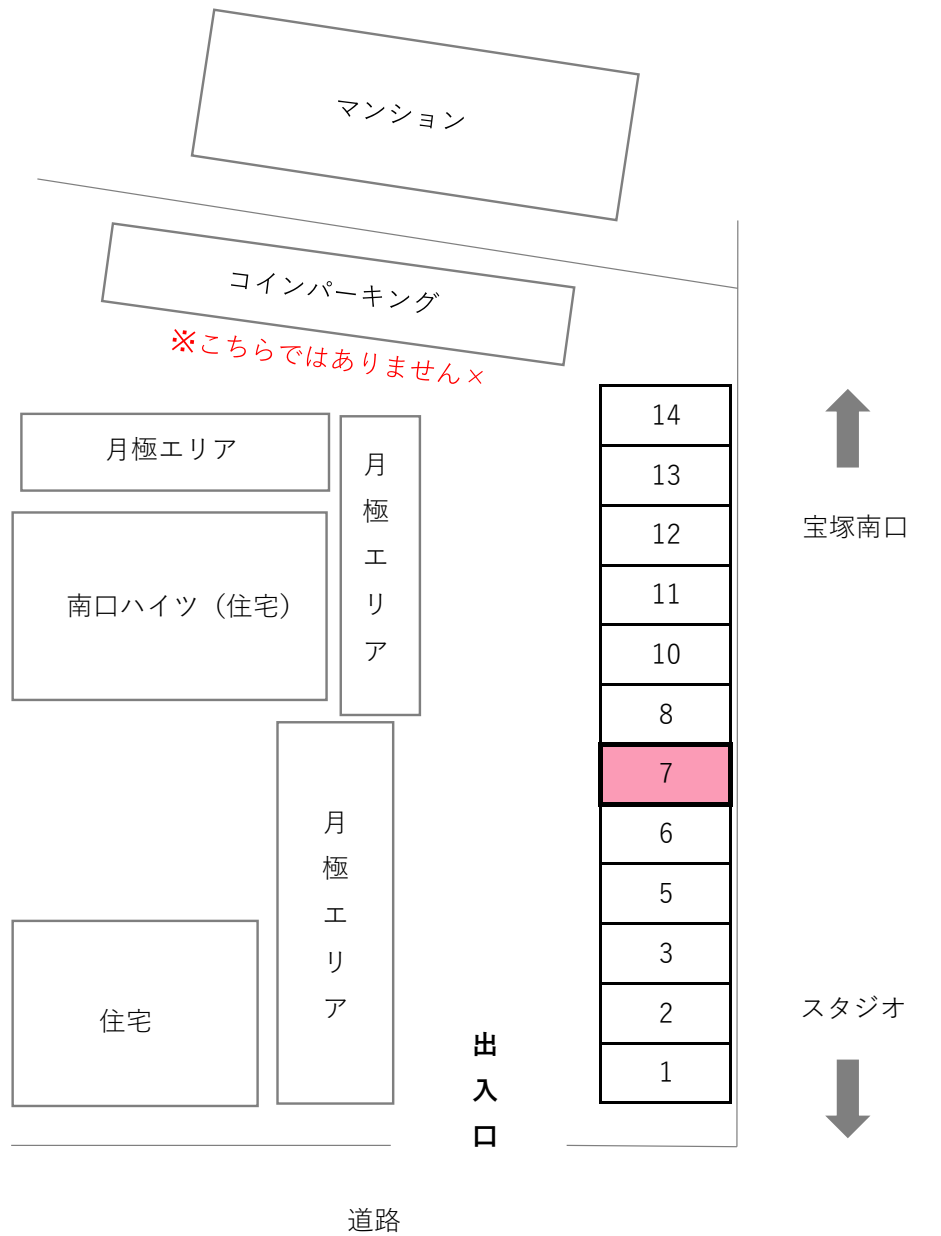 マンション
コインパーキング
※こちらではありません×
月極エリア
月極エリア
南口ハイツ（住宅）
月極エリア
住宅
14
13
12
11
10
8
7
6
5
3
2
1
宝塚南口
スタジオ
出入口
道路